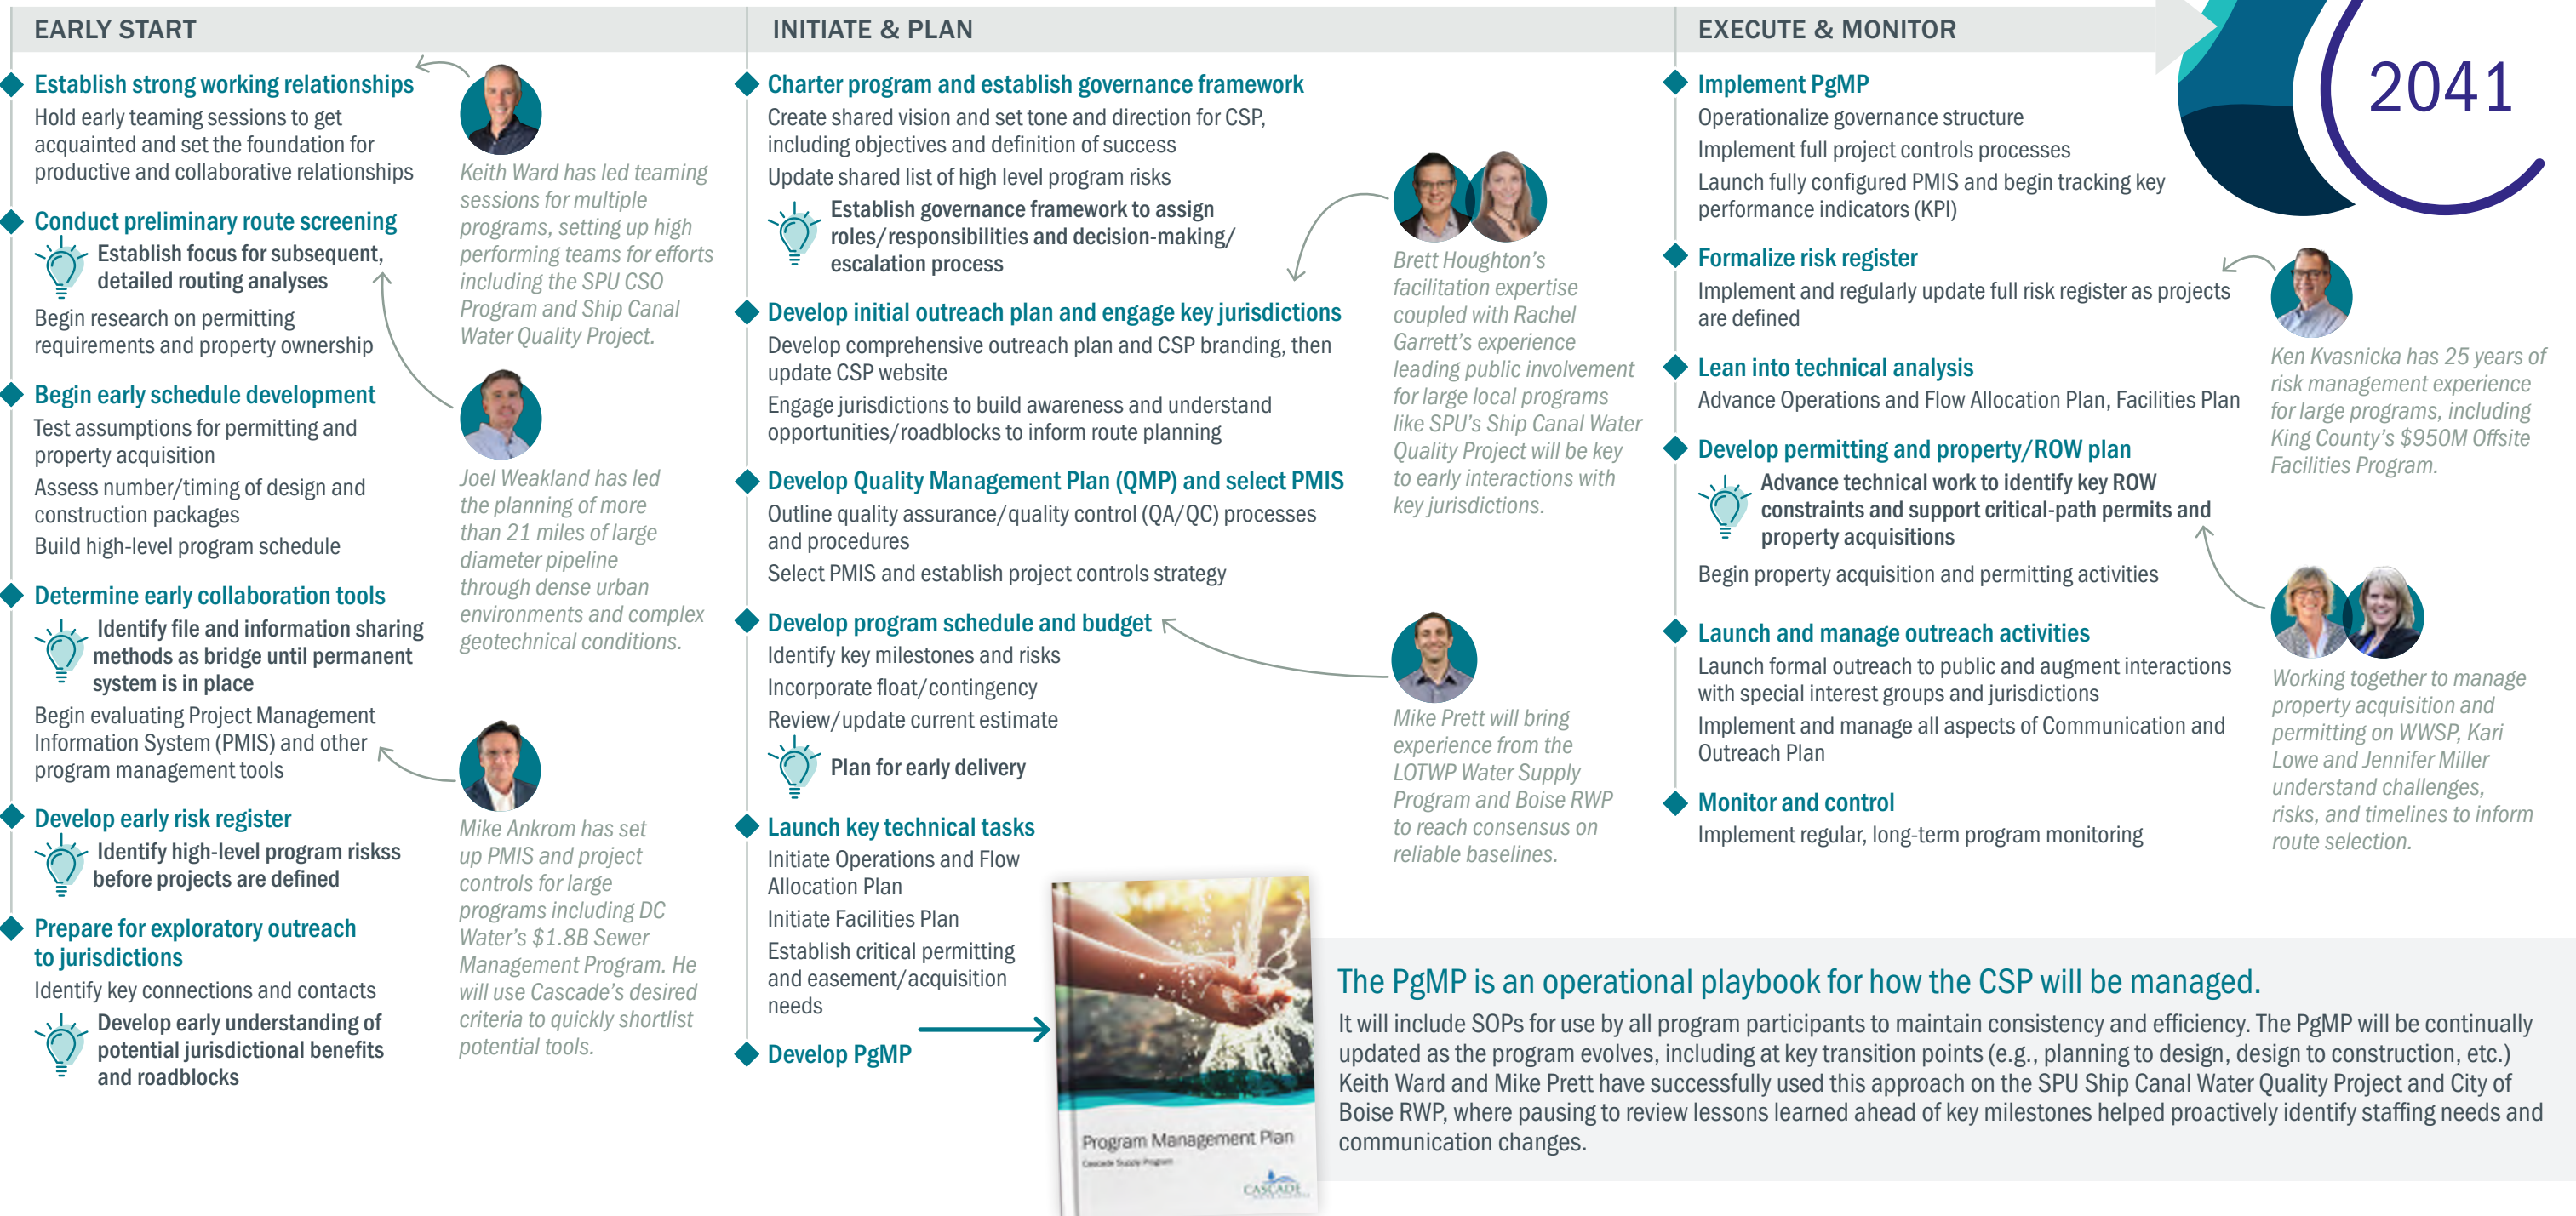 EARLY START
Establish strong working relationships
Hold early teaming sessions to get
acquainted and set the foundation for
productive and collaborative relationships
Conduct preliminary route screening
Establish focus for subsequent,
detailed routing analyses
Begin research on permitting
requirements and property ownership
Begin early schedule development
Test assumptions for permitting and
property acquisition
Assess number/timing of design and
construction packages
Build high-level program schedule
Determine early collaboration tools
Identify file and information sharing
methods as bridge until permanent
system is in place
Begin evaluating Project Management
Information System (PMIS) and other
program management tools
Develop early risk register
Identify high-level program riskss
before projects are defined
Prepare for exploratory outreach
to jurisdictions
Identify key connections and contacts
Develop early understanding of
potential jurisdictional benefits
and roadblocks
Keith Ward has led teaming
sessions for multiple
programs, setting up high
performing teams for efforts
including the SPU CSO
Program and Ship Canal
Water Quality Project.
Joel Weakland has led
the planning of more
than 21 miles of large
diameter pipeline
through dense urban
environments and complex
geotechnical conditions.
Mike Ankrom has set
up PMIS and project
controls for large
programs including DC
Water's $1.8B Sewer
Management Program. He
will use Cascade's desired
criteria to quickly shortlist
potential tools.
INITIATE & PLAN
Charter program and establish governance framework
Create shared vision and set tone and direction for CSP,
including objectives and definition of success
Update shared list of high level program risks
Establish governance framework to assign
roles/responsibilities and decision-making/
escalation process
Develop initial outreach plan and engage key jurisdictions
Develop comprehensive outreach plan and CSP branding, then
update CSP website
Engage jurisdictions to build awareness and understand
opportunities/roadblocks to inform route planning
Develop Quality Management Plan (QMP) and select PMIS
Outline quality assurance/quality control (QA/QC) processes
and procedures
Select PMIS and establish project controls strategy
Develop program schedule and budget
Identify key milestones and risks
Incorporate float/contingency
Review/update current estimate
Plan for early delivery
Launch key technical tasks
Initiate Operations and Flow
Allocation Plan
Initiate Facilities Plan
Establish critical permitting
and easement/acquisition
needs
Develop PgMP
Brett Houghton's
facilitation expertise
coupled with Rachel
Garrett's experience
leading public involvement
for large local programs
like SPU's Ship Canal Water
Quality Project will be key
to early interactions with
key jurisdictions.
Mike Prett will bring
experience from the
LOTWP Water Supply
Program and Boise RWP
to reach consensus on
reliable baselines.
Program Management Plan
Cascade Supply Program
CASCADE
EXECUTE & MONITOR
2041
Implement PgMP
Operationalize governance structure
Implement full project controls processes
Launch fully configured PMIS and begin tracking key
performance indicators (KPI)
Formalize risk register
Implement and regularly update full risk register as projects
are defined
Lean into technical analysis
Advance Operations and Flow Allocation Plan, Facilities Plan
Develop permitting and property/ROW plan
Advance technical work to identify key ROW
constraints and support critical-path permits and
property acquisitions
Begin property acquisition and permitting activities
Launch and manage outreach activities
Launch formal outreach to public and augment interactions
with special interest groups and jurisdictions
Implement and manage all aspects of Communication and
Outreach Plan
Monitor and control
Implement regular, long-term program monitoring
Ken Kvasnicka has 25 years of
risk management experience
for large programs, including
King County's $950M Offsite
Facilities Program.
Working together to manage
property acquisition and
permitting on WWSP, Kari
Lowe and Jennifer Miller
understand challenges,
risks, and timelines to inform
route selection.
The PgMP is an operational playbook for how the CSP will be managed.
It will include SOPs for use by all program participants to maintain consistency and efficiency. The PgMP will be continually
updated as the program evolves, including at key transition points (e.g., planning to design, design to construction, etc.)
Keith Ward and Mike Prett have successfully used this approach on the SPU Ship Canal Water Quality Project and City of
Boise RWP, where pausing to review lessons learned ahead of key milestones helped proactively identify staffing needs and
communication changes.